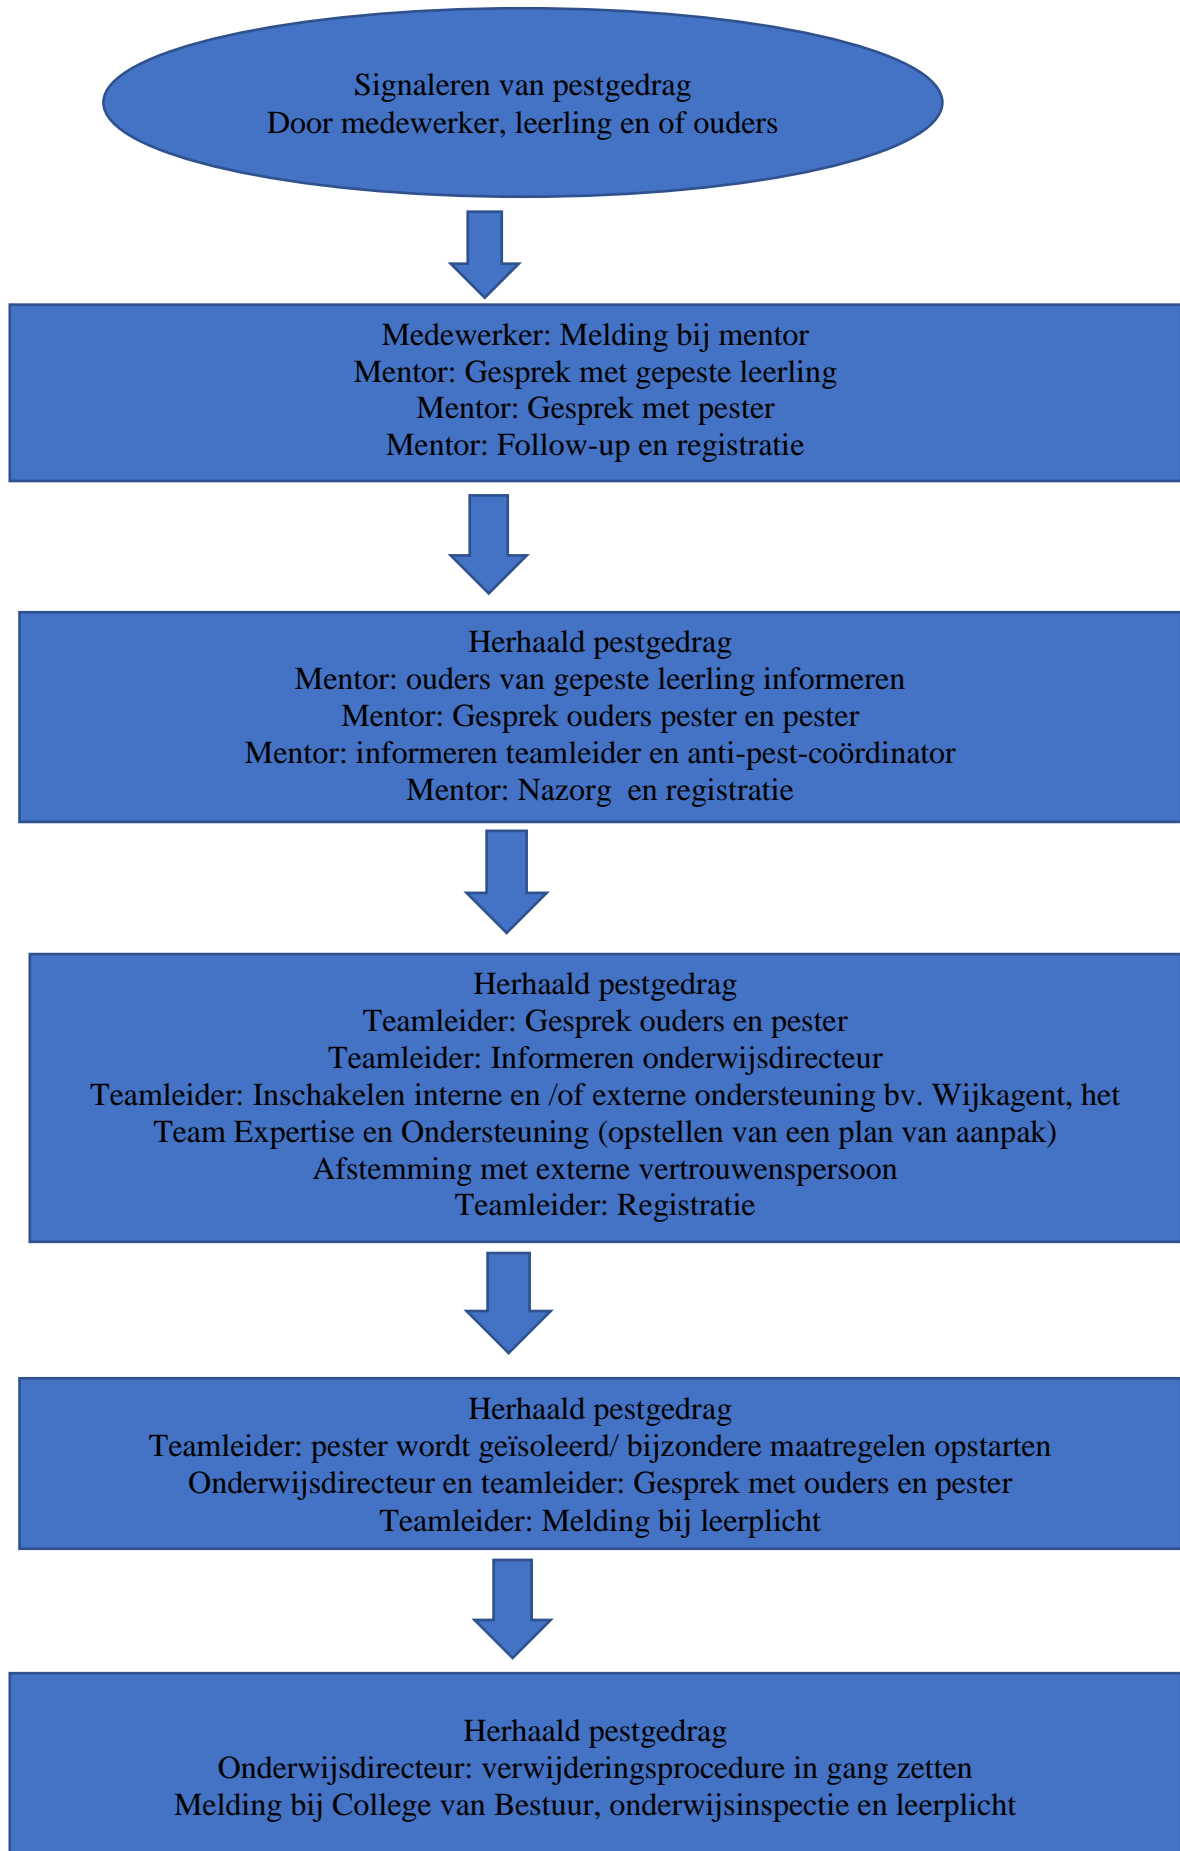 Signaleren van pestgedrag
Door medewerker, leerling en of ouders
Medewerker: Melding bij mentor
Mentor: Gesprek met gepeste leerling
Mentor: Gesprek met pester
Mentor: Follow-up en registratie
Herhaald pestgedrag
Mentor: ouders van gepeste leerling informeren
Mentor: Gesprek ouders pester en pester
Mentor: informeren teamleider en anti-pest-coördinator
Mentor: Nazorg  en registratie
Herhaald pestgedrag
Teamleider: Gesprek ouders en pester
Teamleider: Informeren onderwijsdirecteur
Teamleider: Inschakelen interne en /of externe ondersteuning bv. Wijkagent, het
Team Expertise en Ondersteuning (opstellen van een plan van aanpak)
Afstemming met externe vertrouwenspersoon
Teamleider: Registratie
Herhaald pestgedrag
Teamleider: pester wordt geïsoleerd/ bijzondere maatregelen opstarten
Onderwijsdirecteur en teamleider: Gesprek met ouders en pester
Teamleider: Melding bij leerplicht
Herhaald pestgedrag
Onderwijsdirecteur: verwijderingsprocedure in gang zetten
Melding bij College van Bestuur, onderwijsinspectie en leerplicht